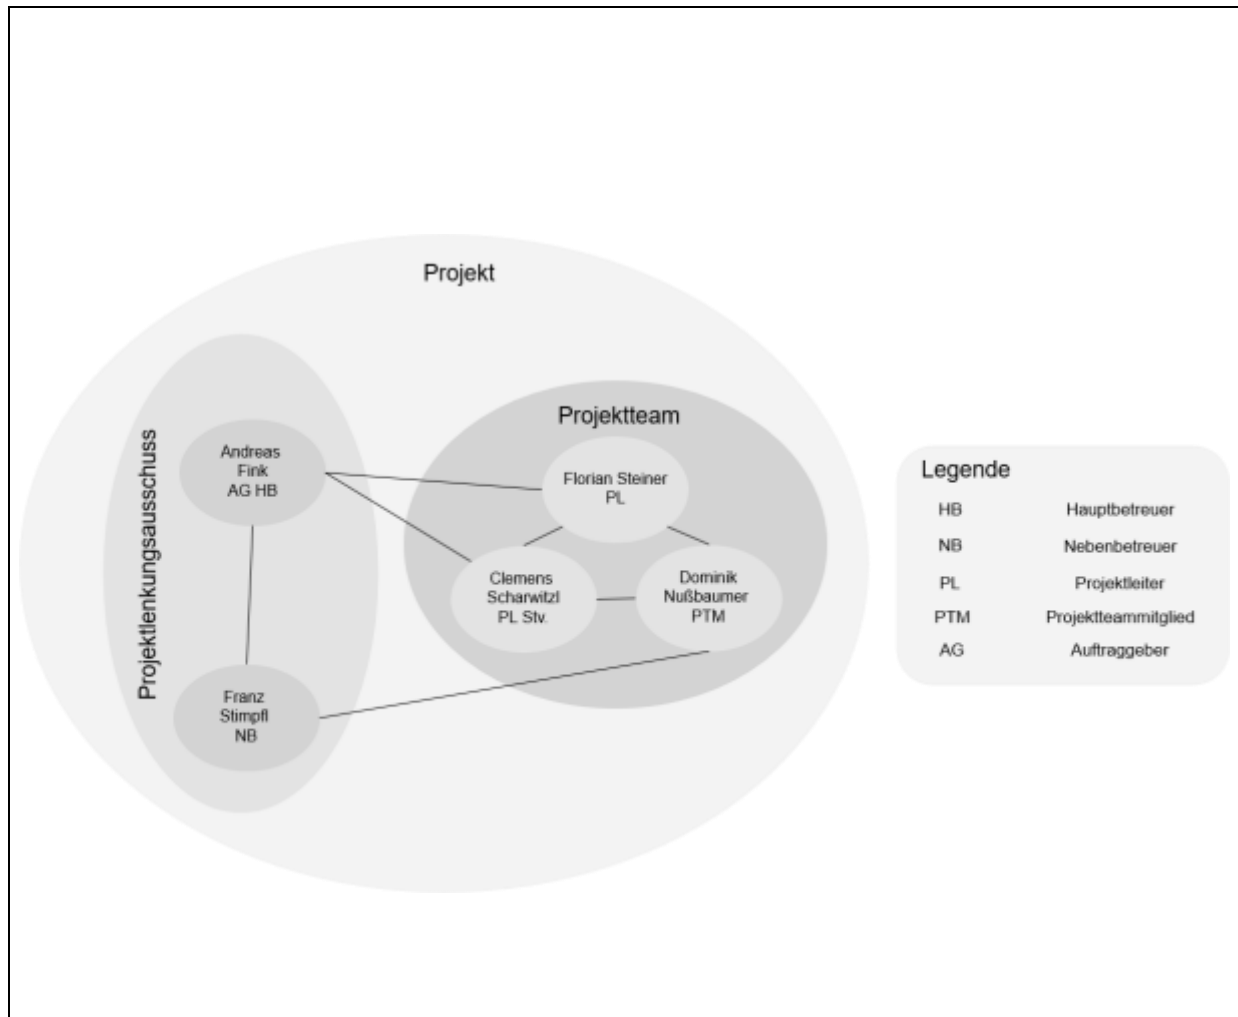 Projekt
Projektlenkungsausschuss
Andreas
Fink
AG HB
Franz
Stimpfl
NB
Projektteam
Florian Steiner
PL
Clemens
Scharwitzl
PL Stv.
Dominik
Nußbaumer
PTM
Legende
HB Hauptbetreuer
NB Nebenbetreuer
PL Projektleiter
PTM Projektteammitglied
AG Auftraggeber